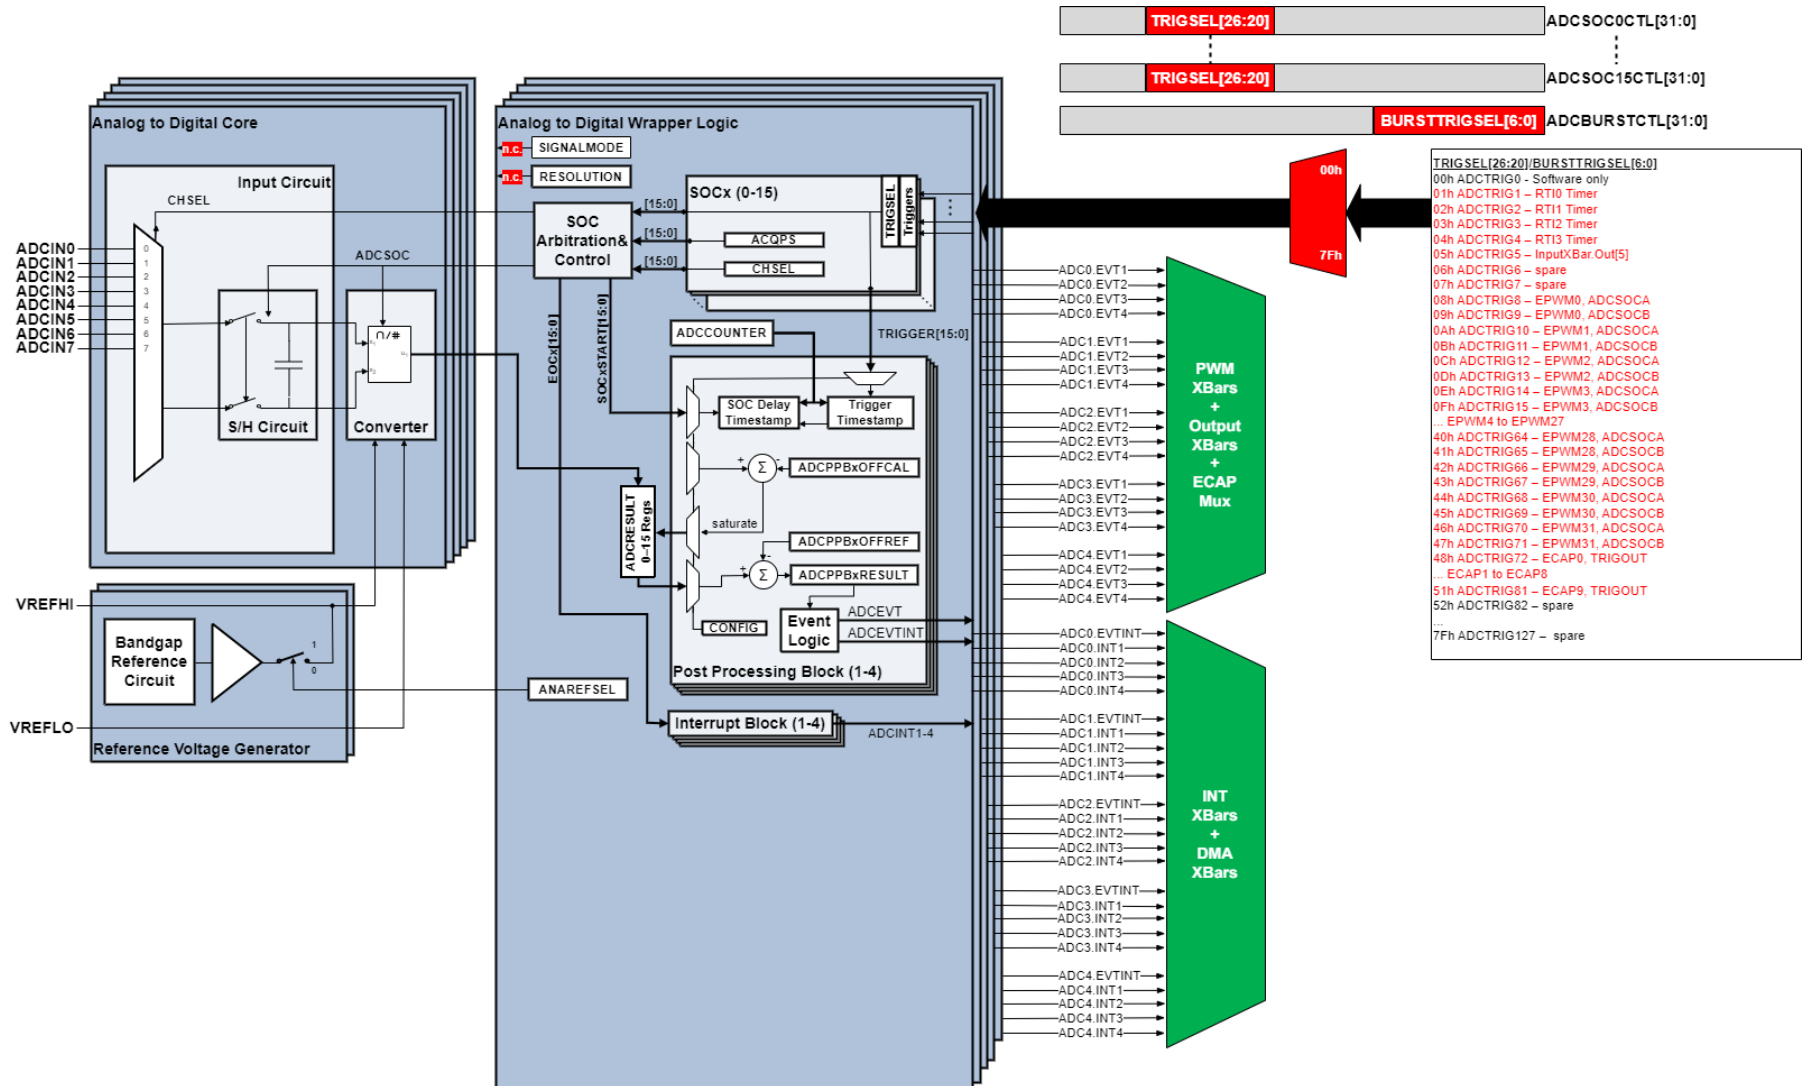 TRIGSEL[26:20] ADCSOC0CTL[31:0]
TRIGSEL[26:20] ADCSOC15CTL[31:0]
BURSTTRIGSEL[6:0] ADCBURSTCTL[31:0]
Analog to Digital Core
Input Circuit
CHSEL
ADCSOC
ADCIN0
ADCIN1
ADCIN2
ADCIN3
ADCIN4
ADCIN5
ADCIN6
ADCIN7
0
1
2
3
4
5
6
7
S/H Circuit
Converter
VREFHI
VREFLO
Bandgap
Reference
Circuit
1
0
Reference Voltage Generator
Analog to Digital Wrapper Logic
n.c. SIGNALMODE
n.c. RESOLUTION
SOC
Arbitration&
Control
[15:0]
[15:0]
[15:0]
SOCx (0-15)
ACQPS
CHSEL
TRIGSEL
Triggers
EOCx[15:0]
SOCxSTART[15:0]
ADCCOUNTER
TRIGGER[15:0]
SOC Delay
Timestamp
Trigger
Timestamp
+ Σ - ADCPPBxOFFCAL
saturate
ADCRESULT
0–15 Regs
ADCPPBxOFFREF
-
+ Σ ADCPPBxRESULT
CONFIG
Event
Logic
ADCEVT
ADCEVTINT
Post Processing Block (1-4)
ANAREFSEL
Interrupt Block (1-4)
ADCINT1-4
ADC0.EVT1
ADC0.EVT2
ADC0.EVT3
ADC0.EVT4
ADC1.EVT1
ADC1.EVT2
ADC1.EVT3
ADC1.EVT4
ADC2.EVT1
ADC2.EVT2
ADC2.EVT3
ADC2.EVT4
ADC3.EVT1
ADC3.EVT2
ADC3.EVT3
ADC3.EVT4
ADC4.EVT1
ADC4.EVT2
ADC4.EVT3
ADC4.EVT4
PWM
XBars
+
Output
XBars
+
ECAP
Mux
ADC0.EVTINT
ADC0.INT1
ADC0.INT2
ADC0.INT3
ADC0.INT4
ADC1.EVTINT
ADC1.INT1
ADC1.INT2
ADC1.INT3
ADC1.INT4
ADC2.EVTINT
ADC2.INT1
ADC2.INT2
ADC2.INT3
ADC2.INT4
ADC3.EVTINT
ADC3.INT1
ADC3.INT2
ADC3.INT3
ADC3.INT4
ADC4.EVTINT
ADC4.INT1
ADC4.INT2
ADC4.INT3
ADC4.INT4
INT
XBars
+
DMA
XBars
00h
7Fh
TRIGSEL[26:20]/BURSTTRIGSEL[6:0]
00h ADCTRIG0 - Software only
01h ADCTRIG1 – RTI0 Timer
02h ADCTRIG2 – RTI1 Timer
03h ADCTRIG3 – RTI2 Timer
04h ADCTRIG4 – RTI3 Timer
05h ADCTRIG5 – InputXBar.Out[5]
06h ADCTRIG6 – spare
07h ADCTRIG7 – spare
08h ADCTRIG8 – EPWM0, ADCSOCA
09h ADCTRIG9 – EPWM0, ADCSOCB
0Ah ADCTRIG10 – EPWM1, ADCSOCA
0Bh ADCTRIG11 – EPWM1, ADCSOCB
0Ch ADCTRIG12 – EPWM2, ADCSOCA
0Dh ADCTRIG13 – EPWM2, ADCSOCB
0Eh ADCTRIG14 – EPWM3, ADCSOCA
0Fh ADCTRIG15 – EPWM3, ADCSOCB
... EPWM4 to EPWM27
40h ADCTRIG64 – EPWM28, ADCSOCA
41h ADCTRIG65 – EPWM28, ADCSOCB
42h ADCTRIG66 – EPWM29, ADCSOCA
43h ADCTRIG67 – EPWM29, ADCSOCB
44h ADCTRIG68 – EPWM30, ADCSOCA
45h ADCTRIG69 – EPWM30, ADCSOCB
46h ADCTRIG70 – EPWM31, ADCSOCA
47h ADCTRIG71 – EPWM31, ADCSOCB
48h ADCTRIG72 – ECAP0, TRIGOUT
... ECAP1 to ECAP8
51h ADCTRIG81 – ECAP9, TRIGOUT
52h ADCTRIG82 – spare
...
7Fh ADCTRIG127 – spare